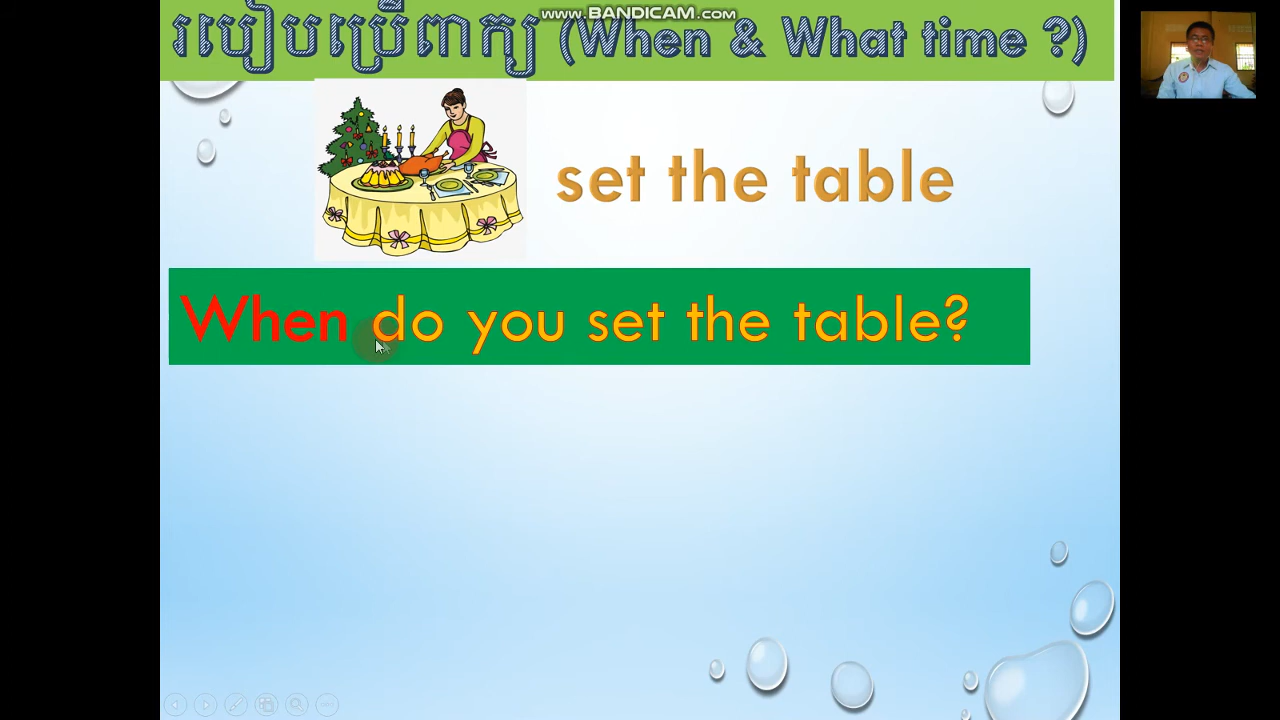 www.BANDICAM.com
របៀបប្រើពាក្យ (When & What time ?)
set the table
When do you set the table?